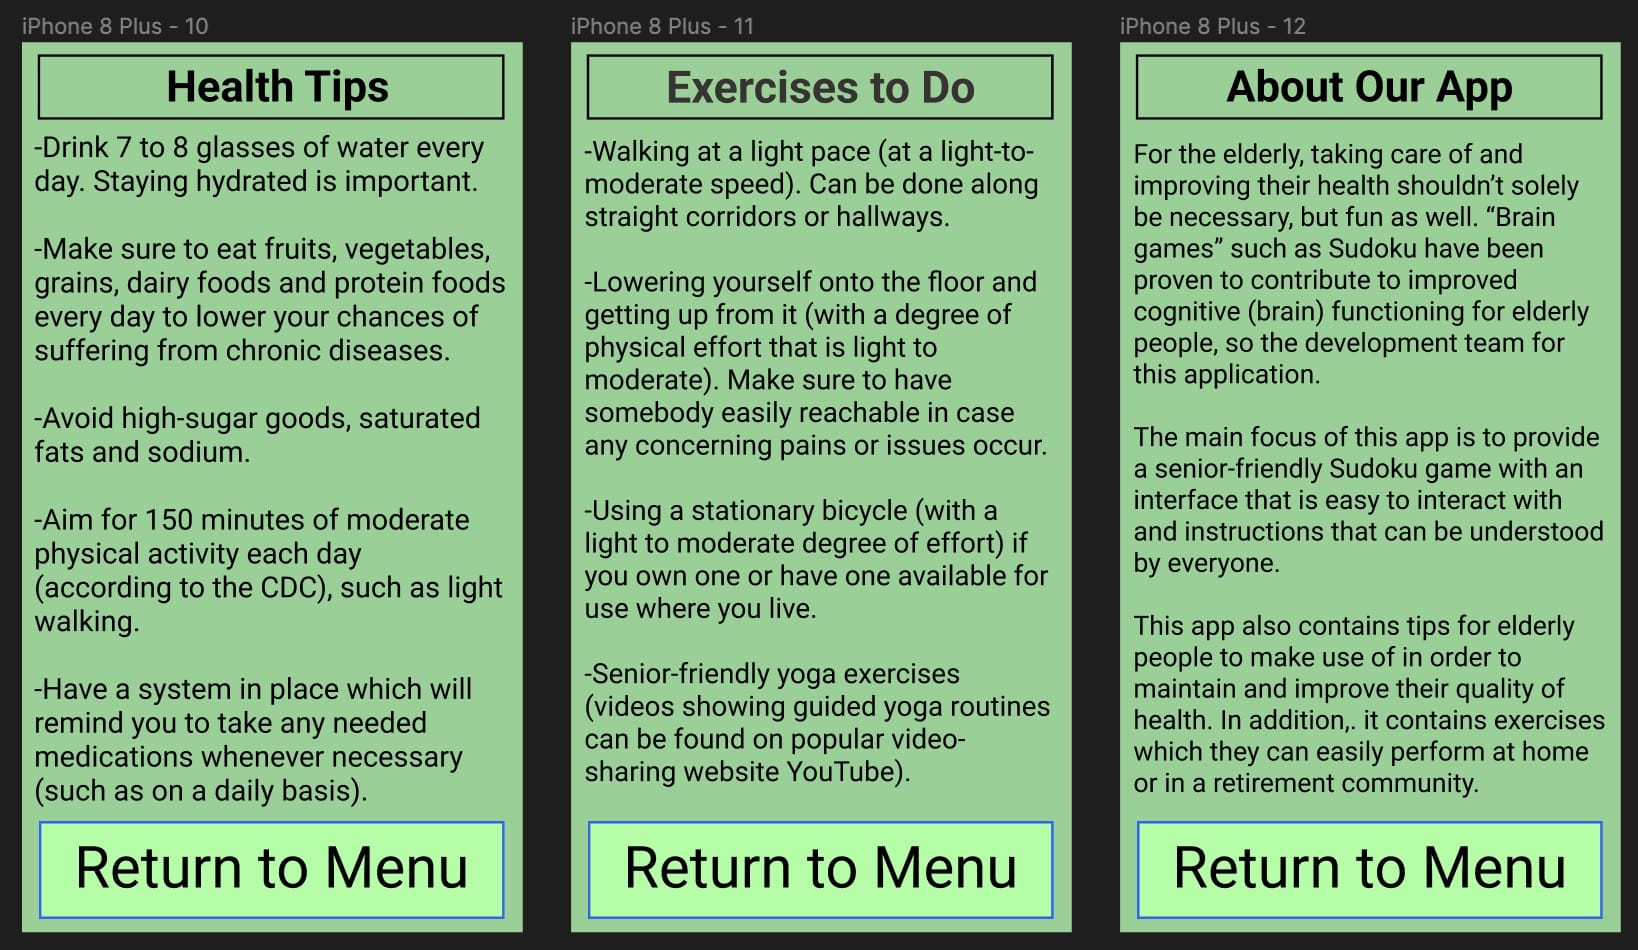 iPhone 8 Plus - 10
Health Tips
-Drink 7 to 8 glasses of water every
day. Staying hydrated is important.
-Make sure to eat fruits, vegetables,
grains, dairy foods and protein foods
every day to lower your chances of
suffering from chronic diseases.
-Avoid high-sugar goods, saturated
fats and sodium.
-Aim for 150 minutes of moderate
physical activity each day
(according to the CDC), such as light
walking.
-Have a system in place which will
remind you to take any needed
medications whenever necessary
(such as on a daily basis).
Return to Menu
iPhone 8 Plus - 11
Exercises to Do
-Walking at a light pace (at a light-to-
moderate speed). Can be done along
straight corridors or hallways.
-Lowering yourself onto the floor and
getting up from it (with a degree of
physical effort that is light to
moderate). Make sure to have
somebody easily reachable in case
any concerning pains or issues occur.
-Using a stationary bicycle (with a
light to moderate degree of effort) if
you own one or have one available for
use where you live.
-Senior-friendly yoga exercises
(videos showing guided yoga routines
can be found on popular video-
sharing website YouTube).
Return to Menu
iPhone 8 Plus - 12
About Our App
For the elderly, taking care of and
improving their health shouldn’t solely
be necessary, but fun as well. “Brain
games” such as Sudoku have been
proven to contribute to improved
cognitive (brain) functioning for elderly
people, so the development team for
this application.
The main focus of this app is to provide
a senior-friendly Sudoku game with an
interface that is easy to interact with
and instructions that can be understood
by everyone.
This app also contains tips for elderly
people to make use of in order to
maintain and improve their quality of
health. In addition,. it contains exercises
which they can easily perform at home
or in a retirement community.
Return to Menu